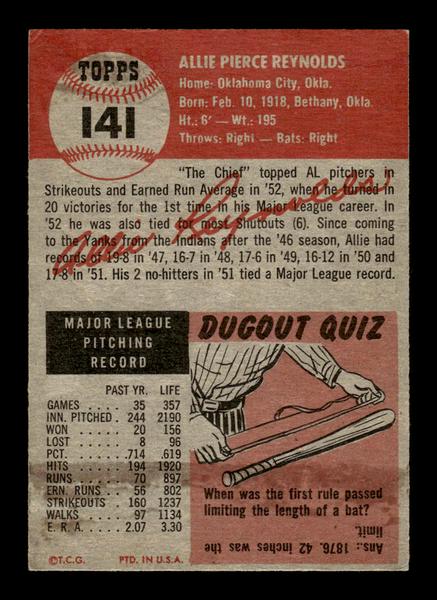 TOPPS
141
ALLIE PIERCE REYNOLDS
Home: Oklahoma City, Okla.
Born: Feb. 10, 1918, Bethany, Okla.
Ht.: 6' — Wt.: 195
Throws: Right — Bats: Right
"The Chief" topped AL pitchers in
Strikeouts and Earned Run Average in '52, when he turned in
20 victories for the 1st time in his Major League career. In
'52 he was also tied for most Shutouts (6). Since coming
to the Yanks from the Indians after the '46 season, Allie had
records of 19-8 in '47, 16-7 in '48, 17-6 in '49, 16-12 in '50 and
17-8 in '51. His 2 no-hitters in '51 tied a Major League record.
Allie Reynolds
MAJOR LEAGUE
PITCHING
RECORD
PAST YR. LIFE
GAMES . . . . 35 357
INN. PITCHED . 244 2190
WON . . . . 20 156
LOST . . . . 8 96
PCT. . . . . .714 .619
HITS . . . . 194 1920
RUNS . . . . 70 897
ERN. RUNS . . 56 802
STRIKEOUTS . 160 1237
WALKS . . . 97 1134
E. R. A. . . . 2.07 3.30
©T.C.G. PTD. IN U.S.A.
DUGOUT QUIZ
When was the first rule passed
limiting the length of a bat?
Ans.: 1876. 42 inches was the
limit.